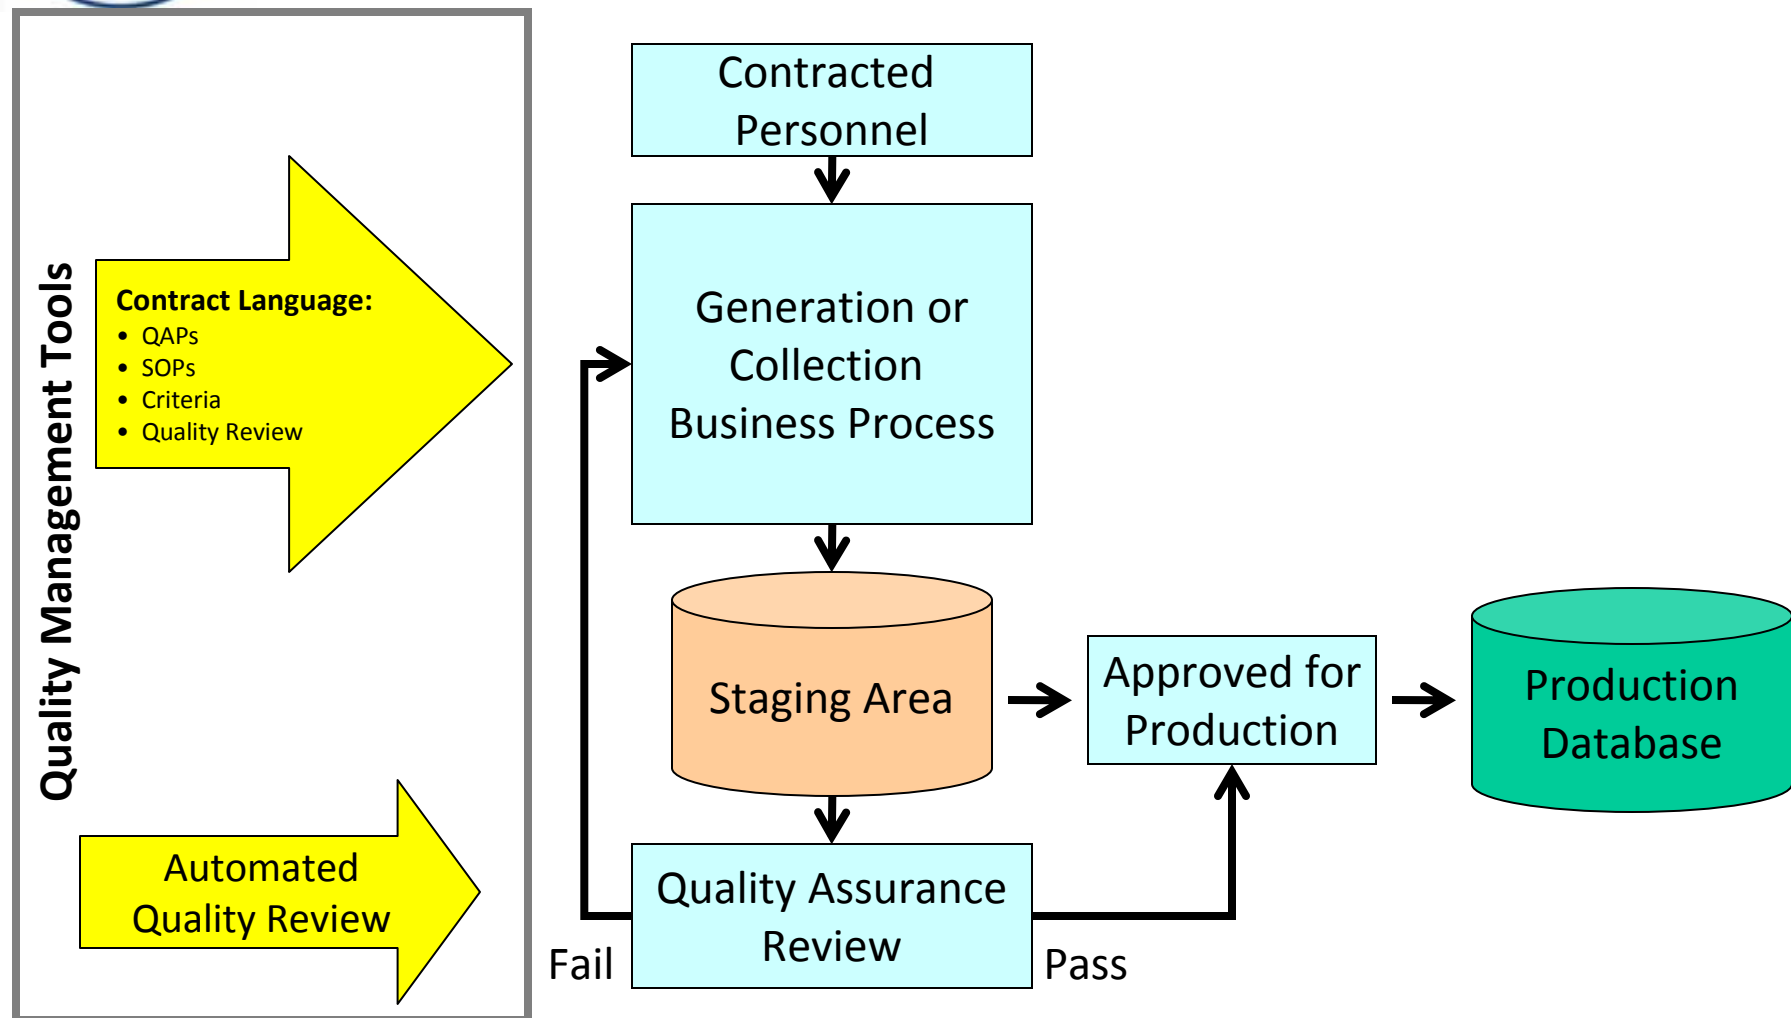 Quality Management Tools
Contract Language:
• QAPs
• SOPs
• Criteria
• Quality Review
Automated
Quality Review
Contracted
Personnel
Generation or
Collection
Business Process
Staging Area
Approved for
Production
Production
Database
Quality Assurance
Review
Fail
Pass